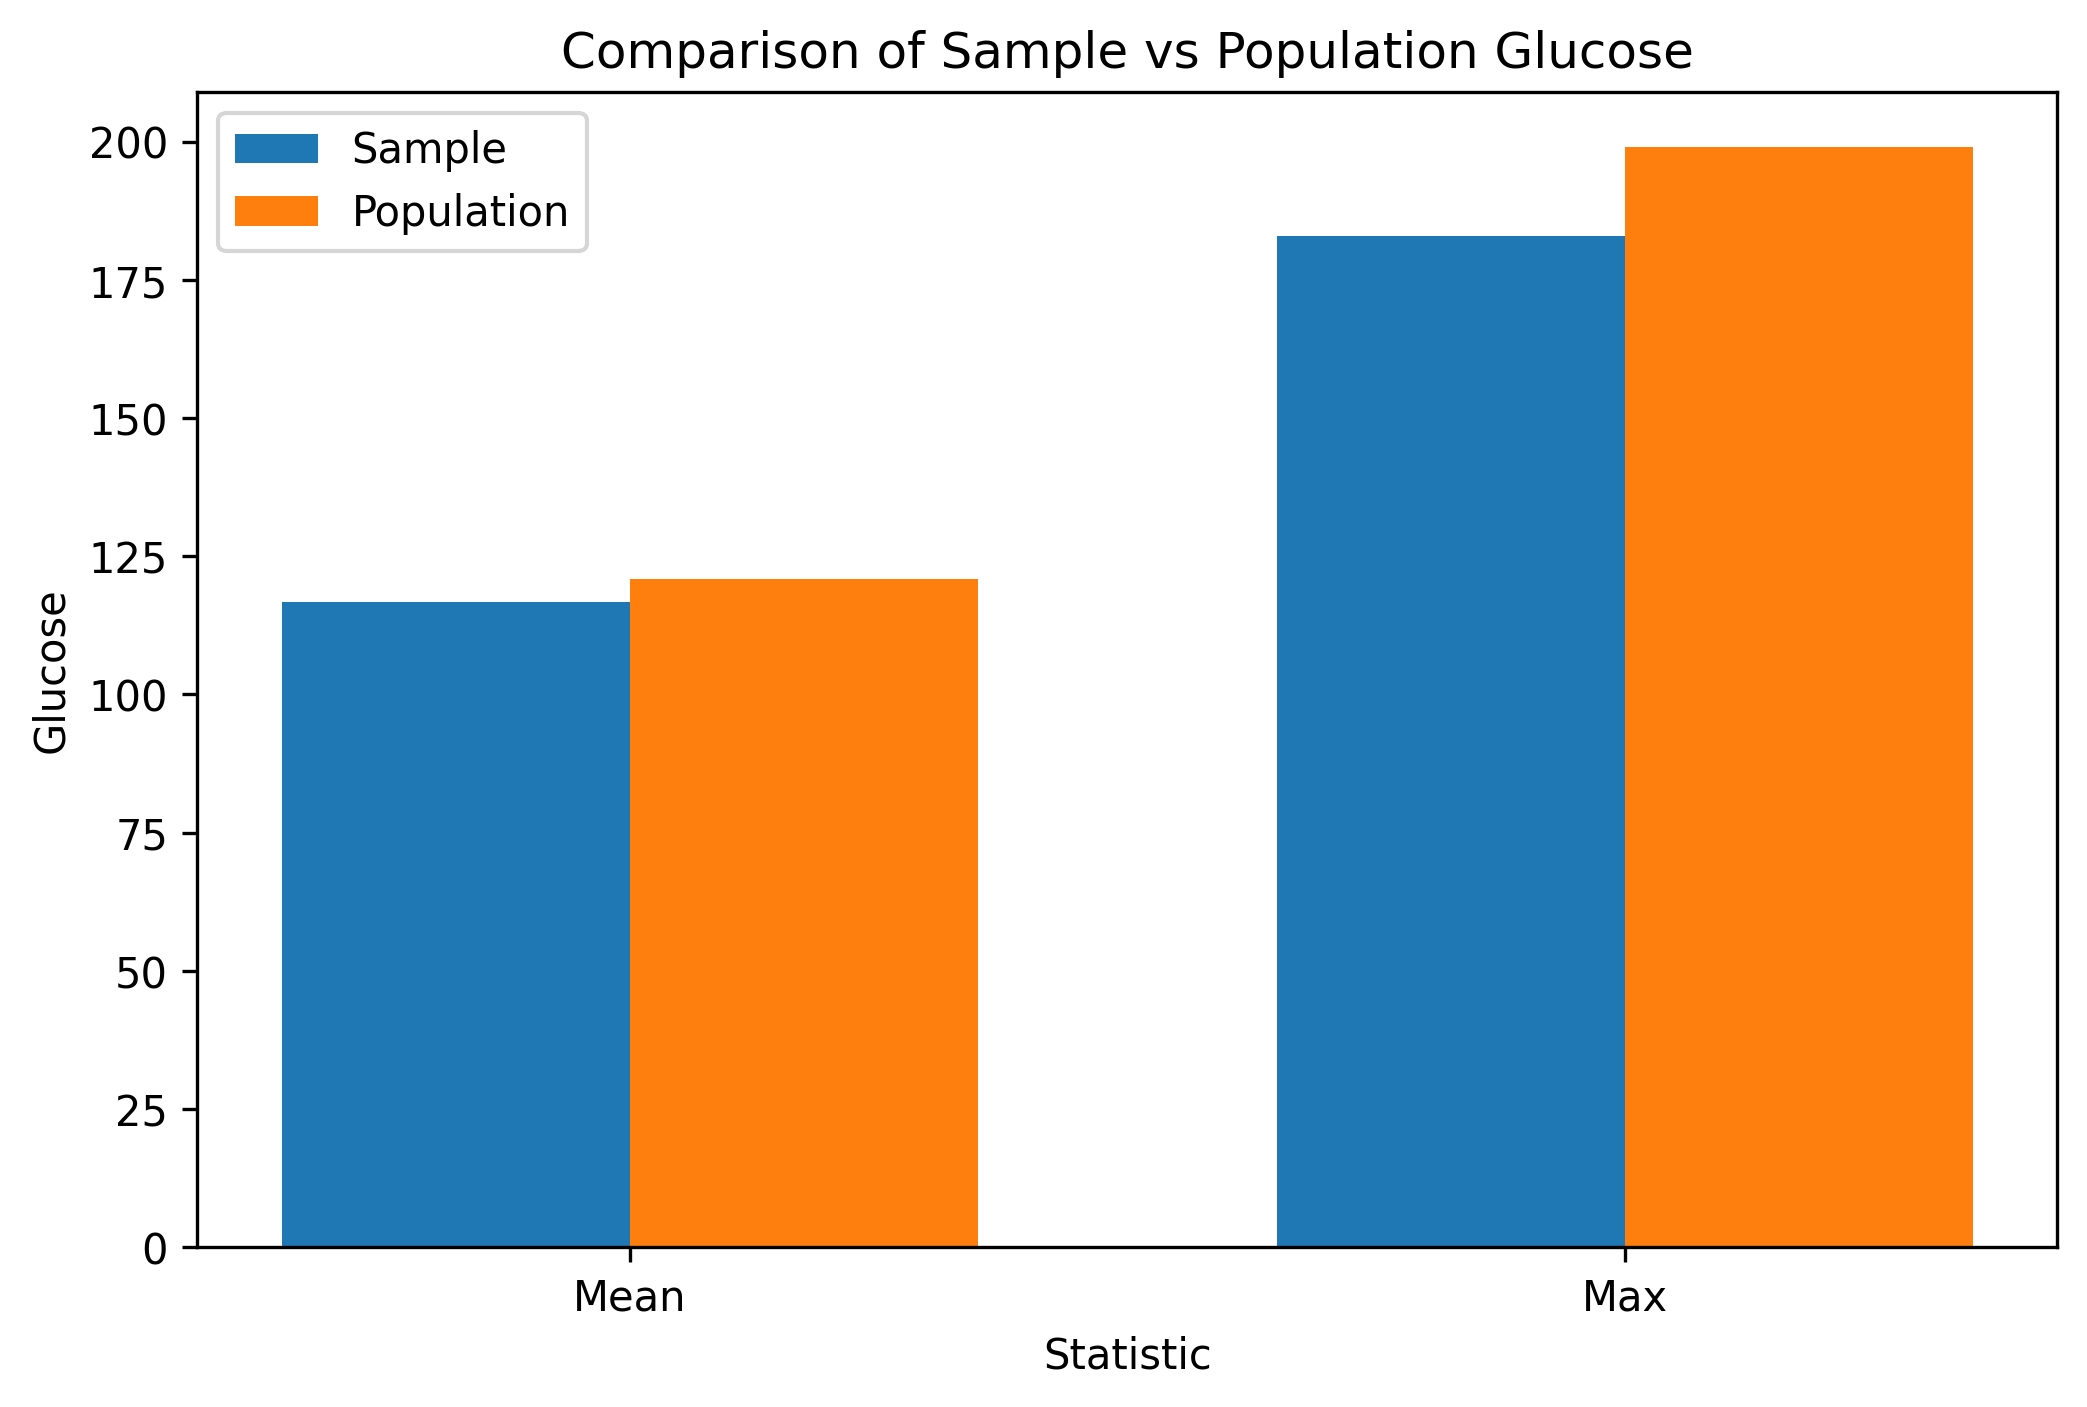 Comparison of Sample vs Population Glucose
Sample
Population
200
175
150
125
100
75
50
25
0
Glucose
Mean
Max
Statistic